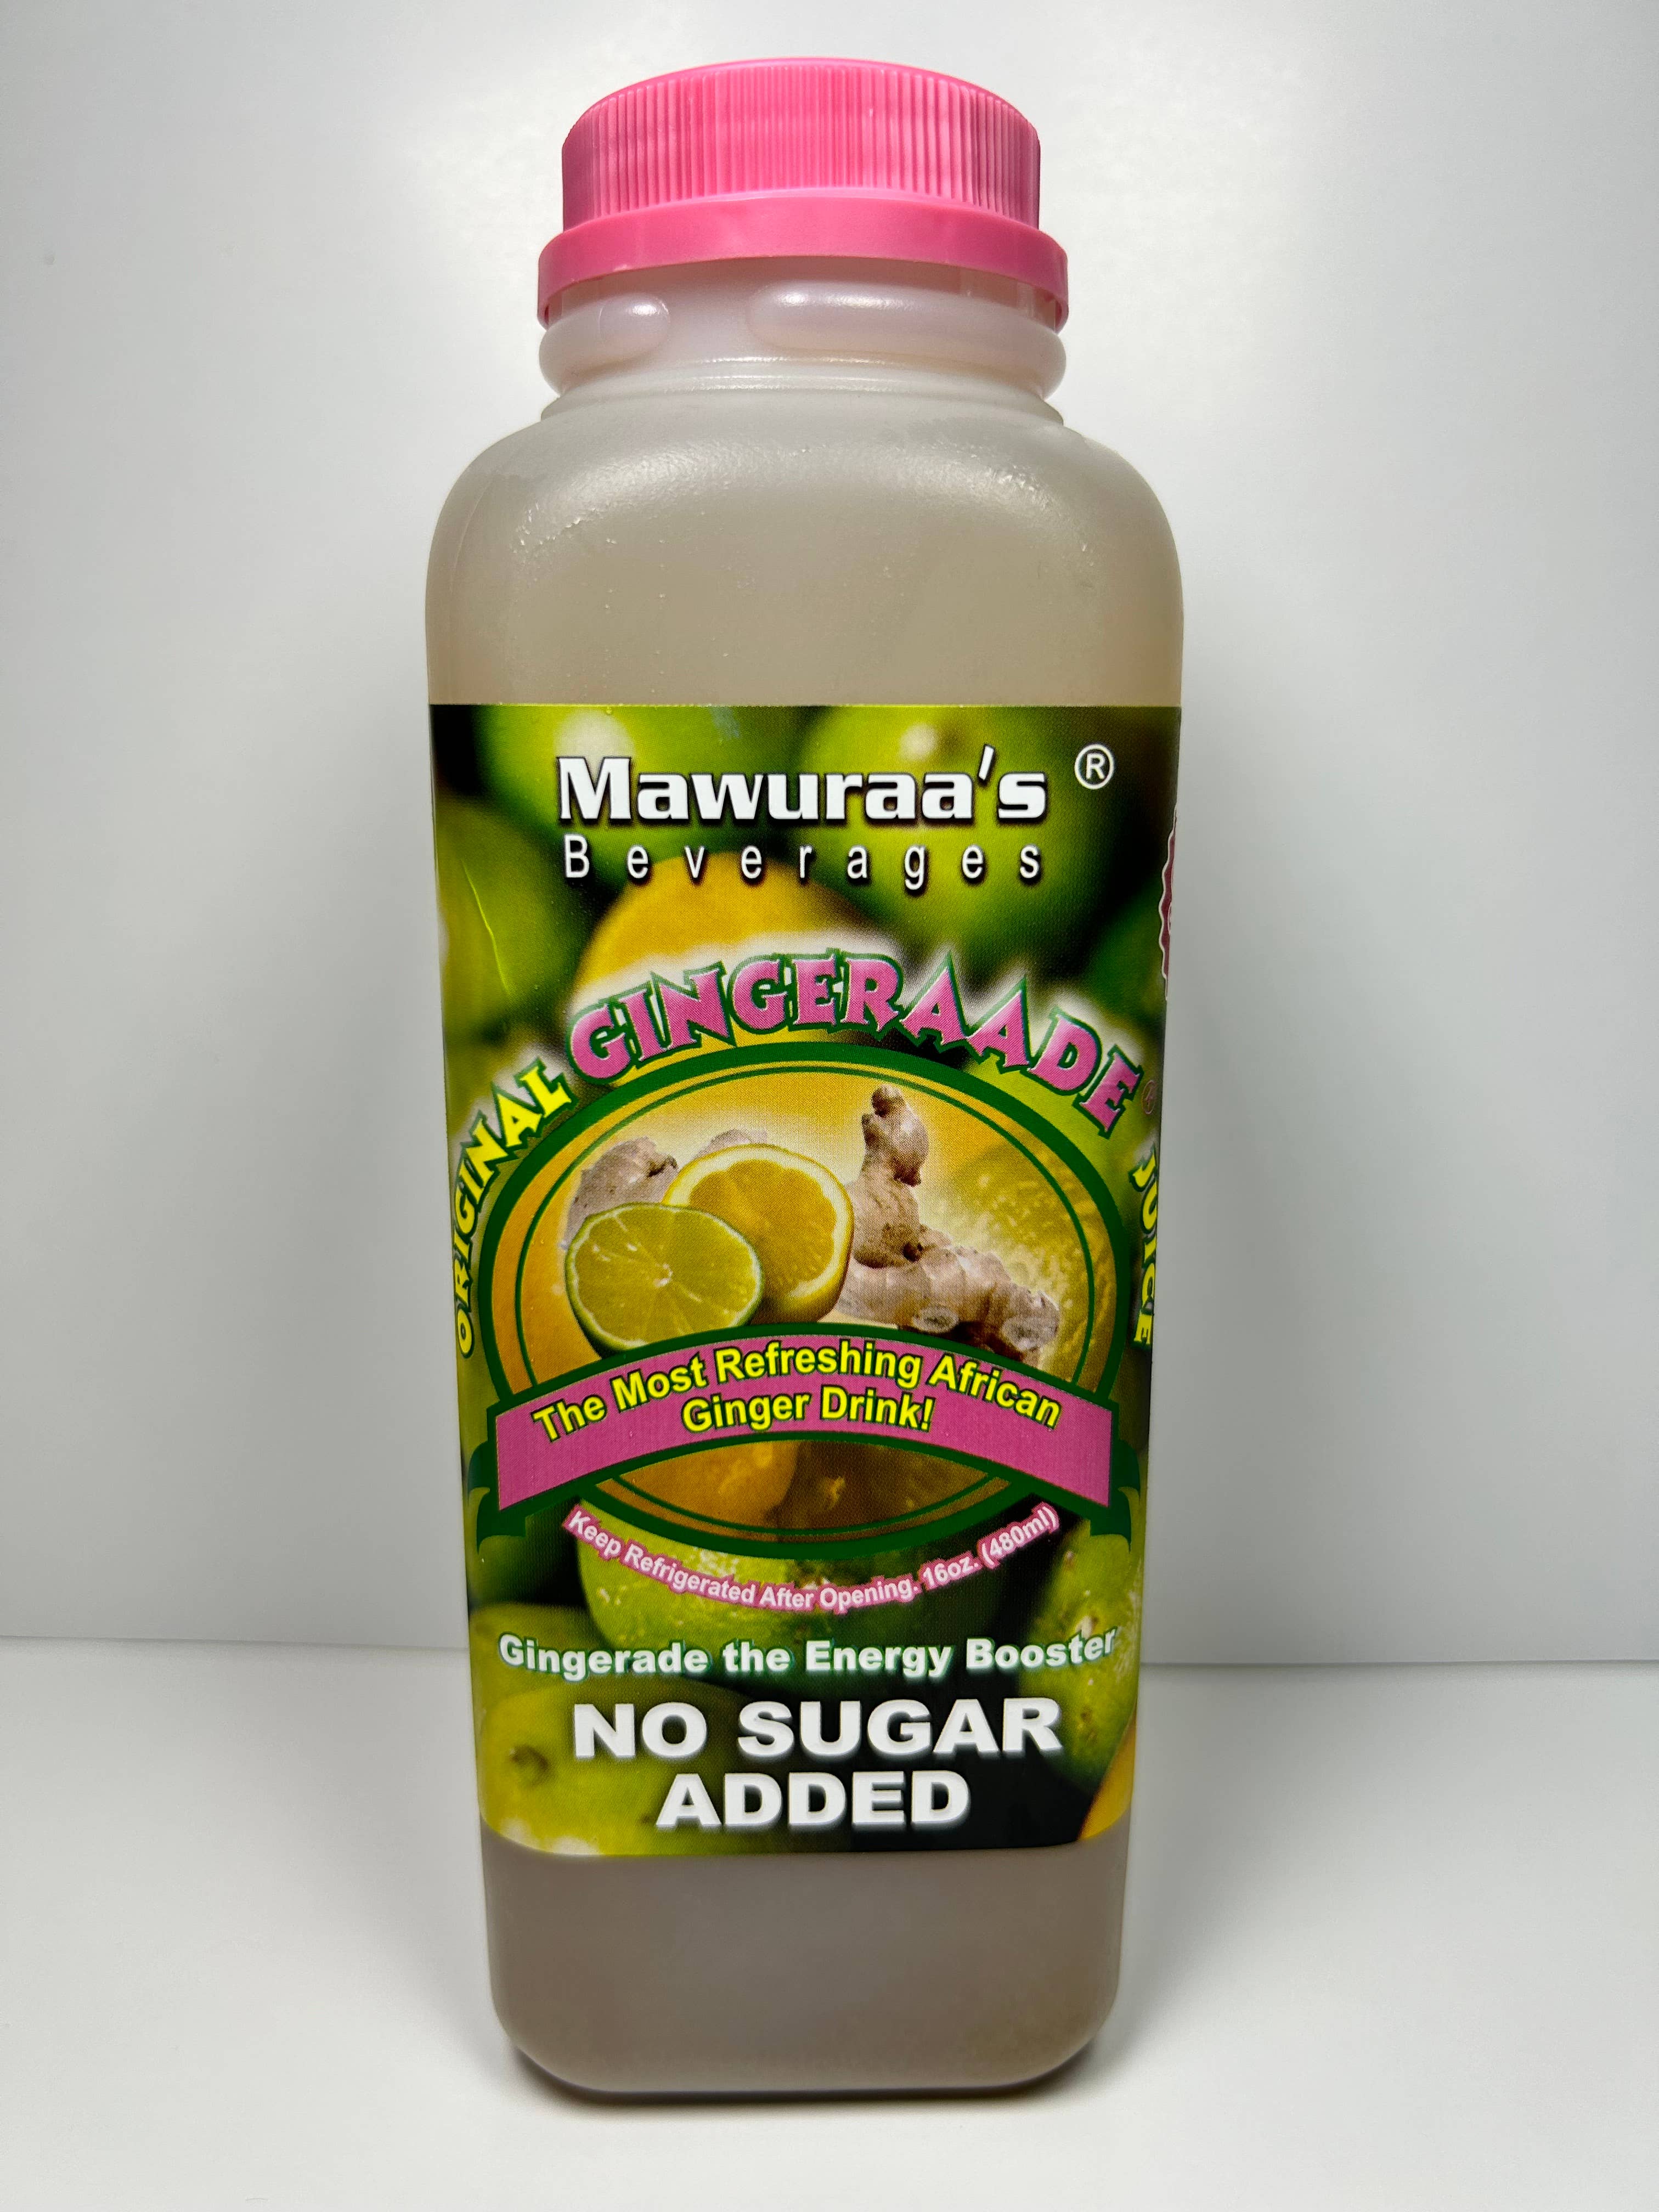 Mawuraa's ®
Beverages
ORIGINAL GINGERAADE ® JUICE
The Most Refreshing African
Ginger Drink!
Keep Refrigerated After Opening. 16oz. (480ml)
Gingerade the Energy Booster
NO SUGAR
ADDED